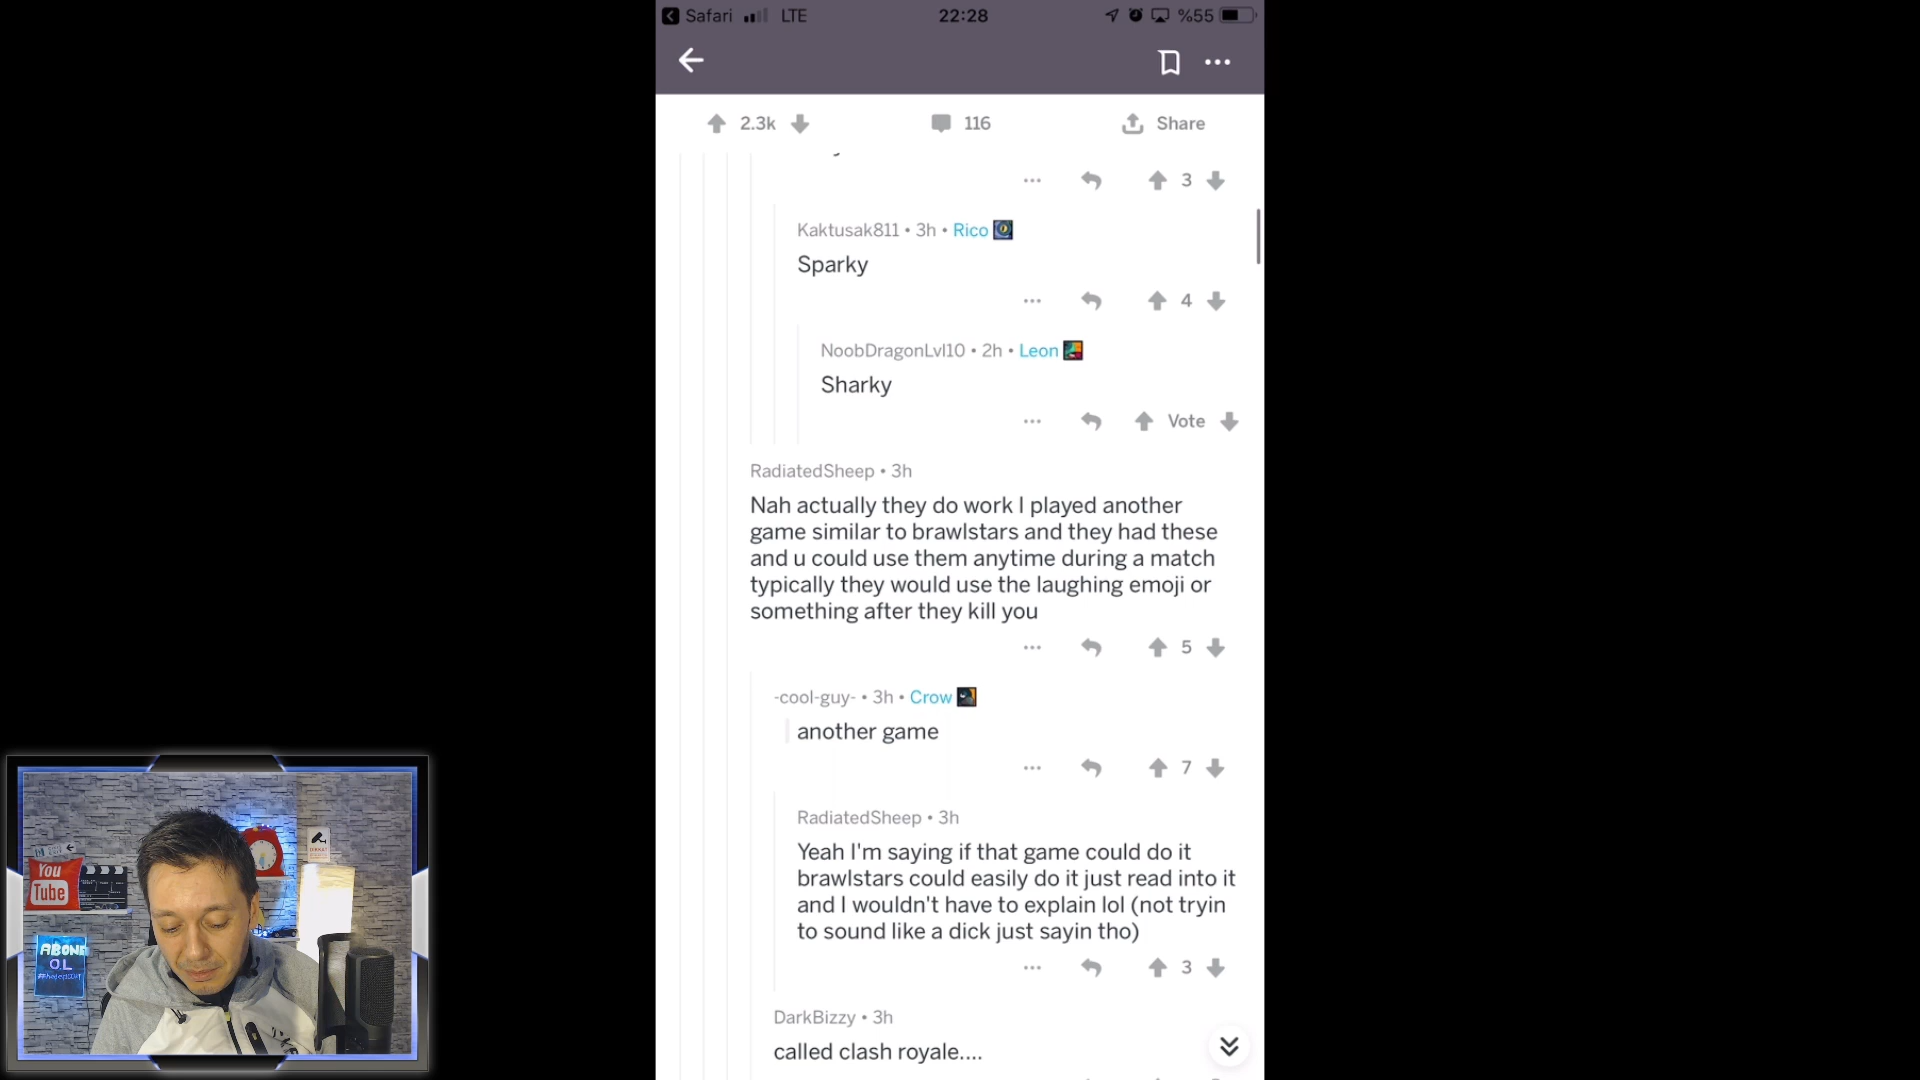 Safari LTE 22:28 %55
2.3k 116 Share
3
Kaktusak811 • 3h • Rico
Sparky
4
NoobDragonLvl10 • 2h • Leon
Sharky
Vote
RadiatedSheep • 3h
Nah actually they do work I played another
game similar to brawlstars and they had these
and u could use them anytime during a match
typically they would use the laughing emoji or
something after they kill you
5
-cool-guy- • 3h • Crow
another game
7
RadiatedSheep • 3h
Yeah I'm saying if that game could do it
brawlstars could easily do it just read into it
and I wouldn't have to explain lol (not tryin
to sound like a dick just sayin tho)
3
DarkBizzy • 3h
called clash royale....
You
Tube
ABONE
OL